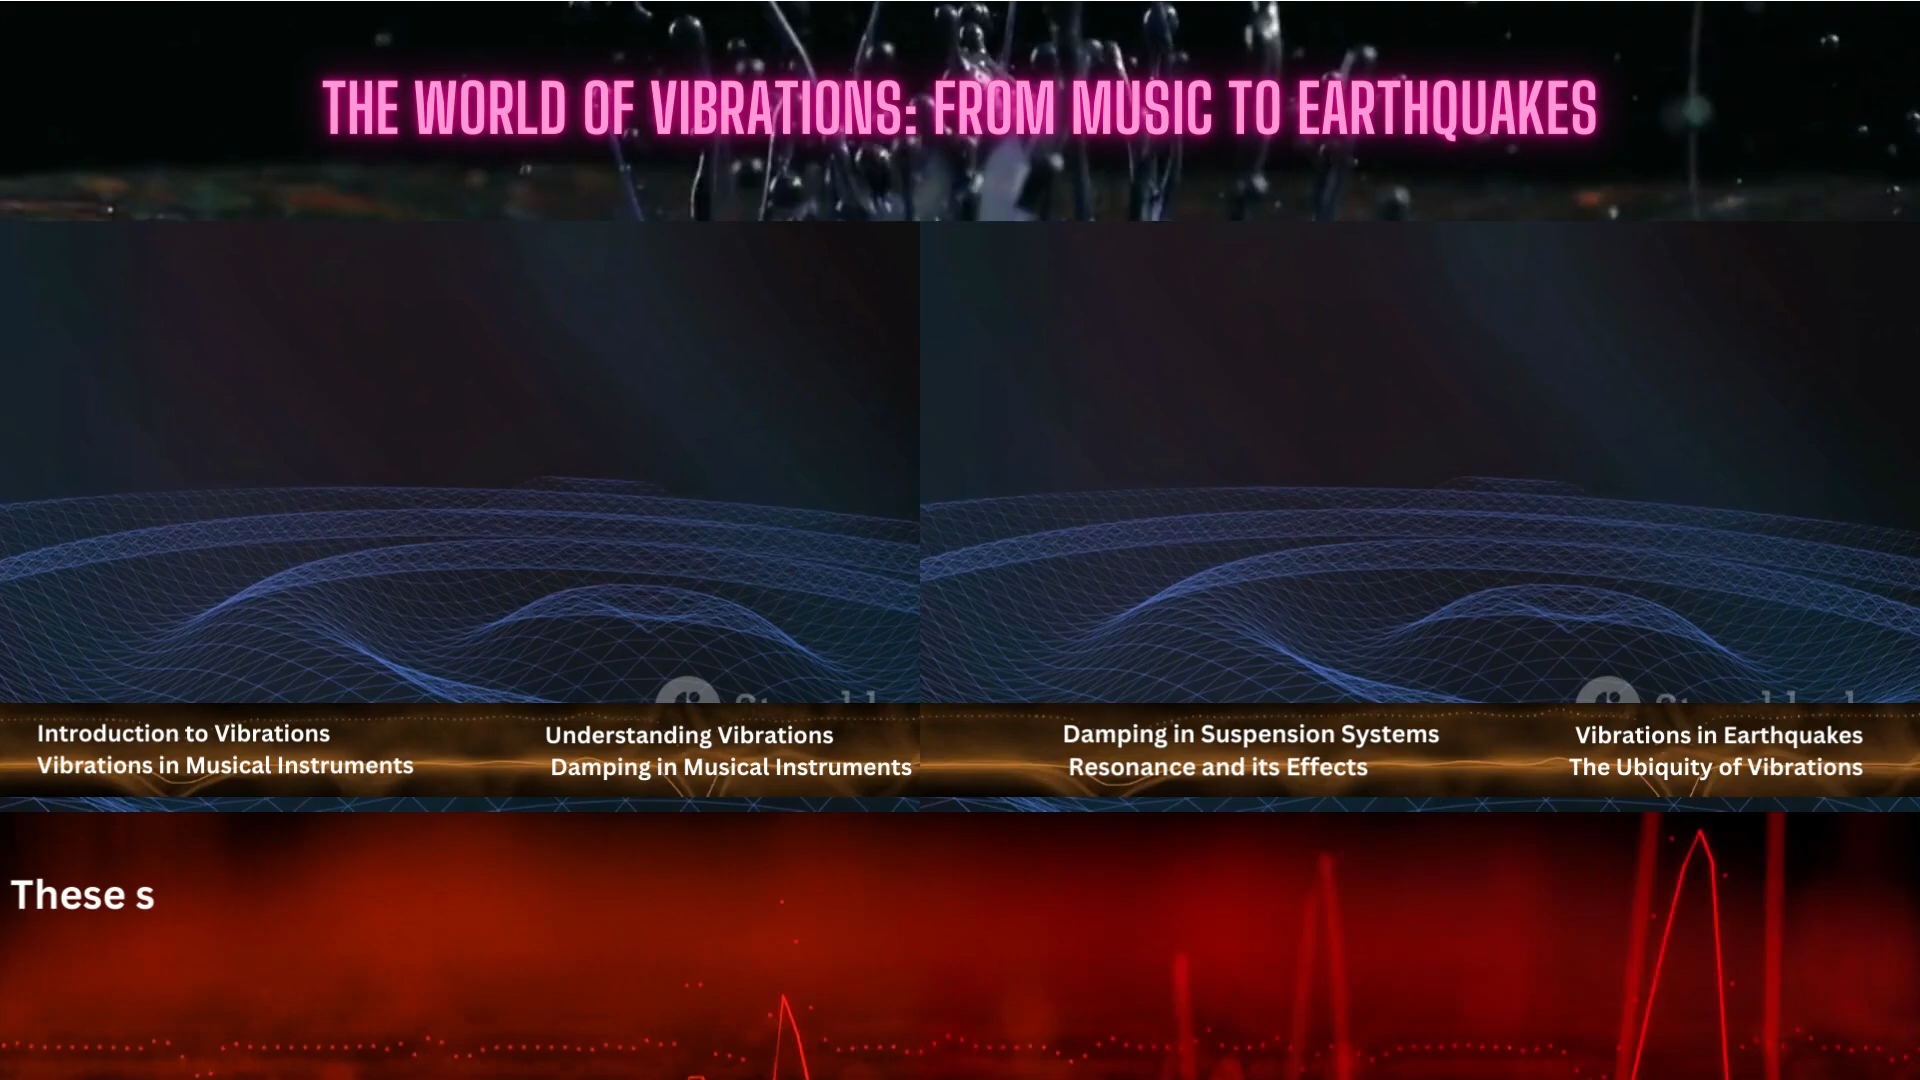 THE WORLD OF VIBRATIONS: FROM MUSIC TO EARTHQUAKES
Introduction to Vibrations
Vibrations in Musical Instruments
Understanding Vibrations
Damping in Musical Instruments
Damping in Suspension Systems
Resonance and its Effects
Vibrations in Earthquakes
The Ubiquity of Vibrations
These s